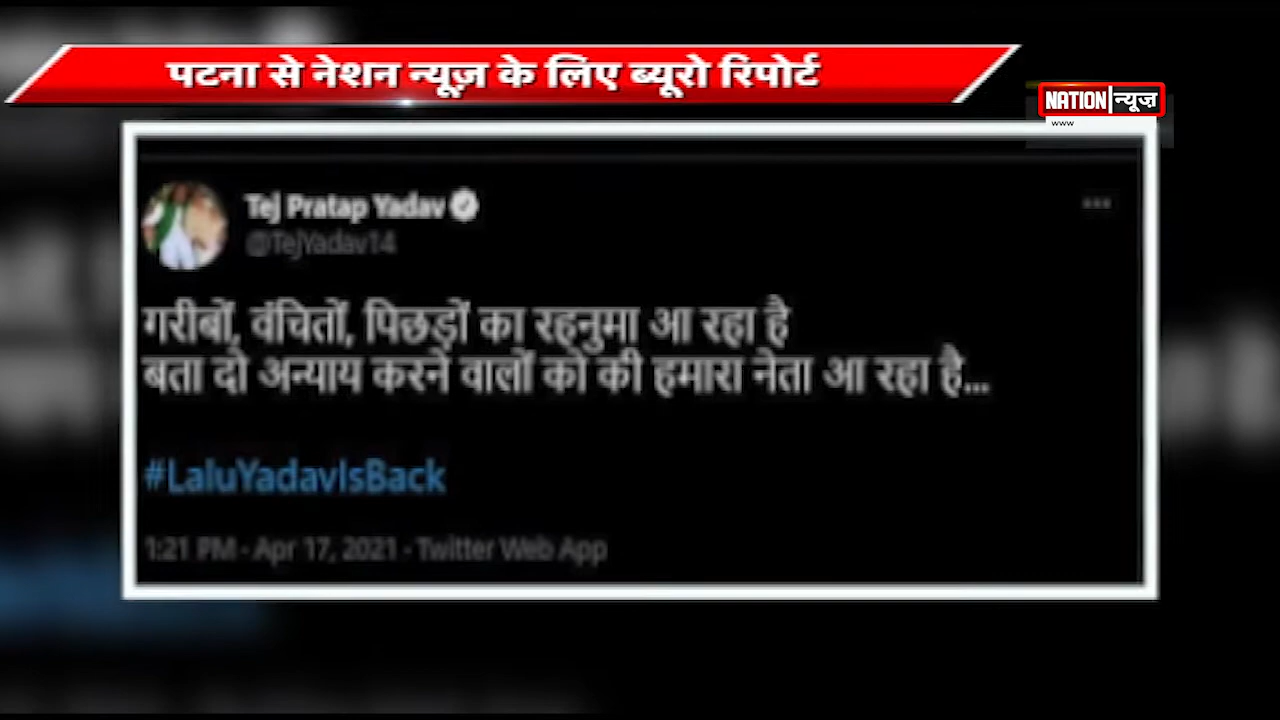 पटना से नेशन न्यूज़ के लिए ब्यूरो रिपोर्ट
NATION न्यूज़
www
Tej Pratap Yadav
@TejYadav14
गरीबों, वंचितों, पिछड़ों का रहनुमा आ रहा है
बता दो अन्याय करने वालों को की हमारा नेता आ रहा है...
#LaluYadavIsBack
1:21 PM · Apr 17, 2021 · Twitter Web App